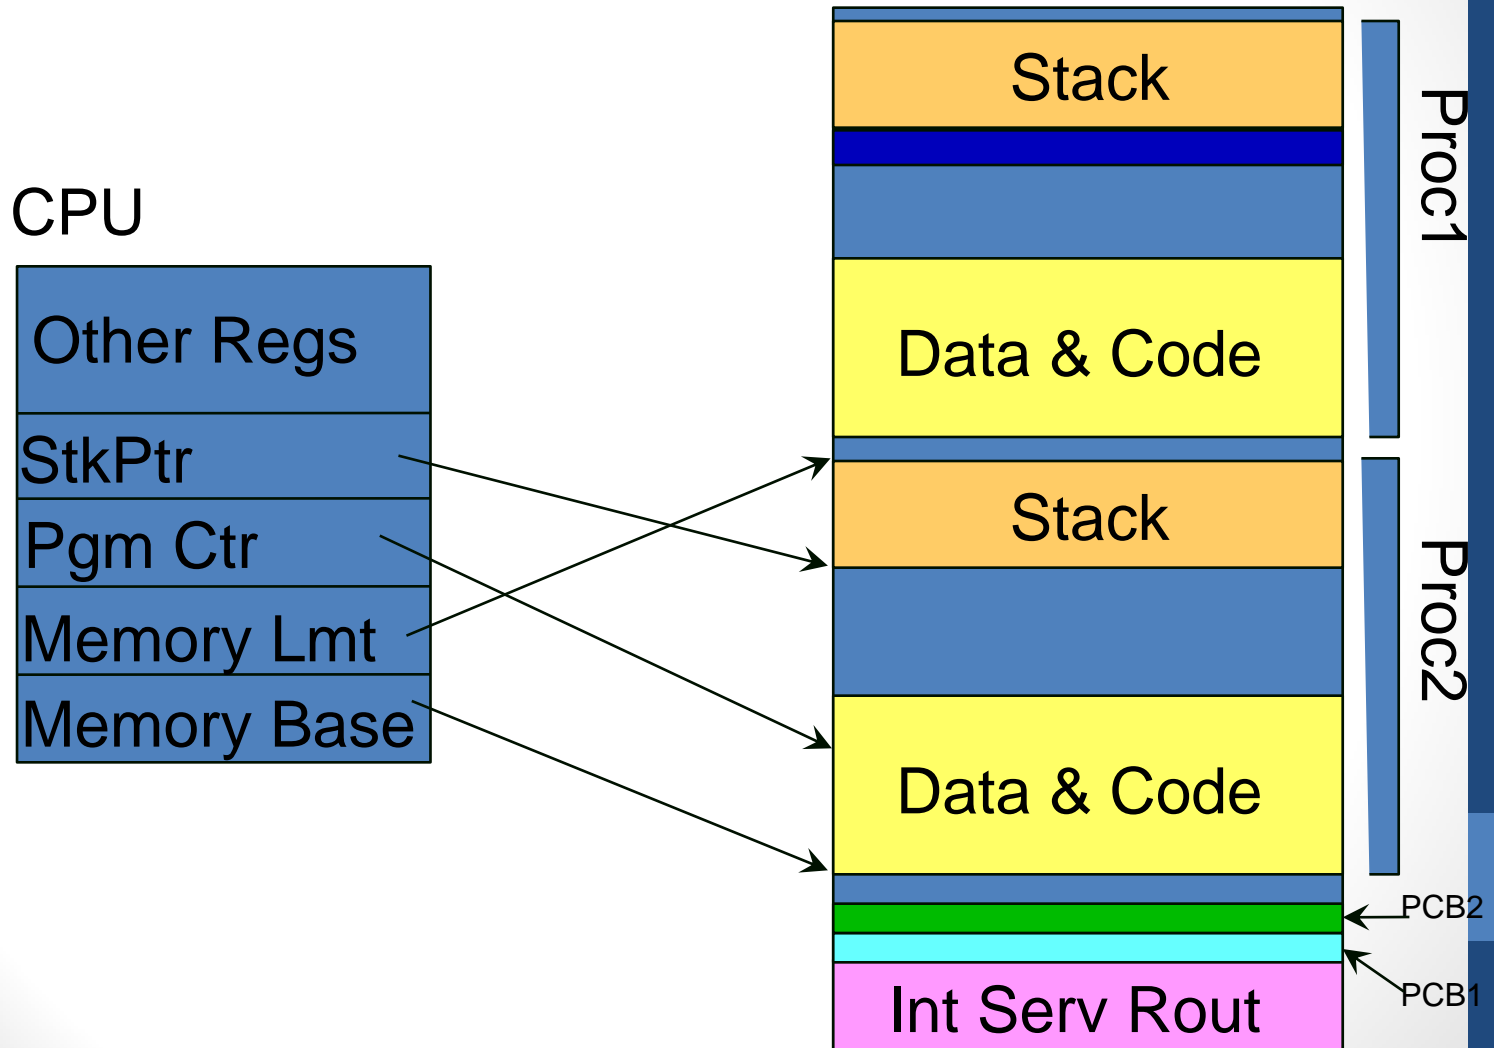 CPU
Other Regs
StkPtr
Pgm Ctr
Memory Lmt
Memory Base
Stack
Data & Code
Stack
Data & Code
Int Serv Rout
Proc1
Proc2
PCB2
PCB1